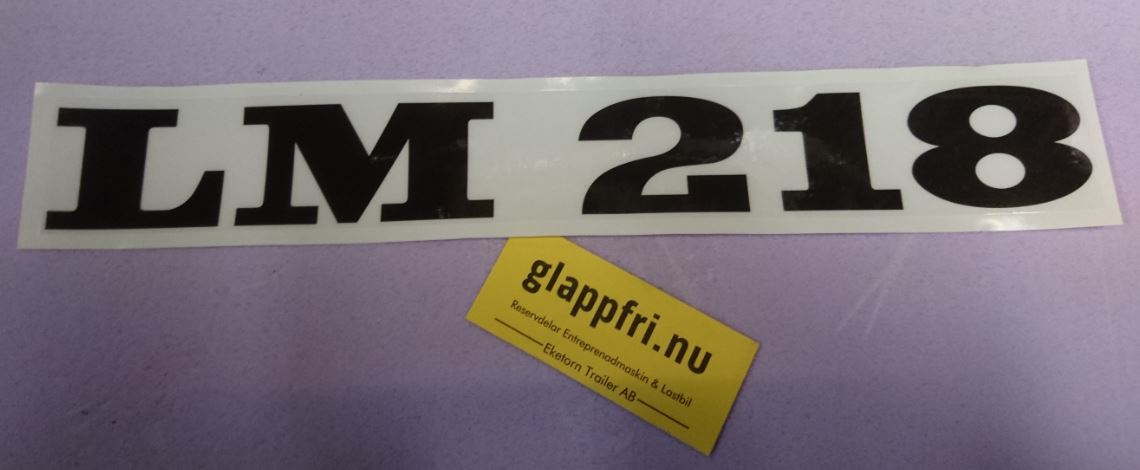 LM 218
glappfri.nu
Reservdelar Entreprenadmaskin & Lastbil
Eketorn Trailer AB